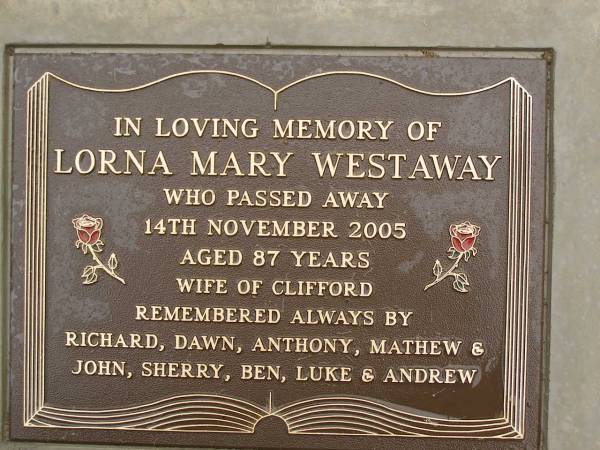 IN LOVING MEMORY OF
LORNA MARY WESTAWAY
WHO PASSED AWAY
14TH NOVEMBER 2005
AGED 87 YEARS
WIFE OF CLIFFORD
REMEMBERED ALWAYS BY
RICHARD, DAWN, ANTHONY, MATHEW &
JOHN, SHERRY, BEN, LUKE & ANDREW